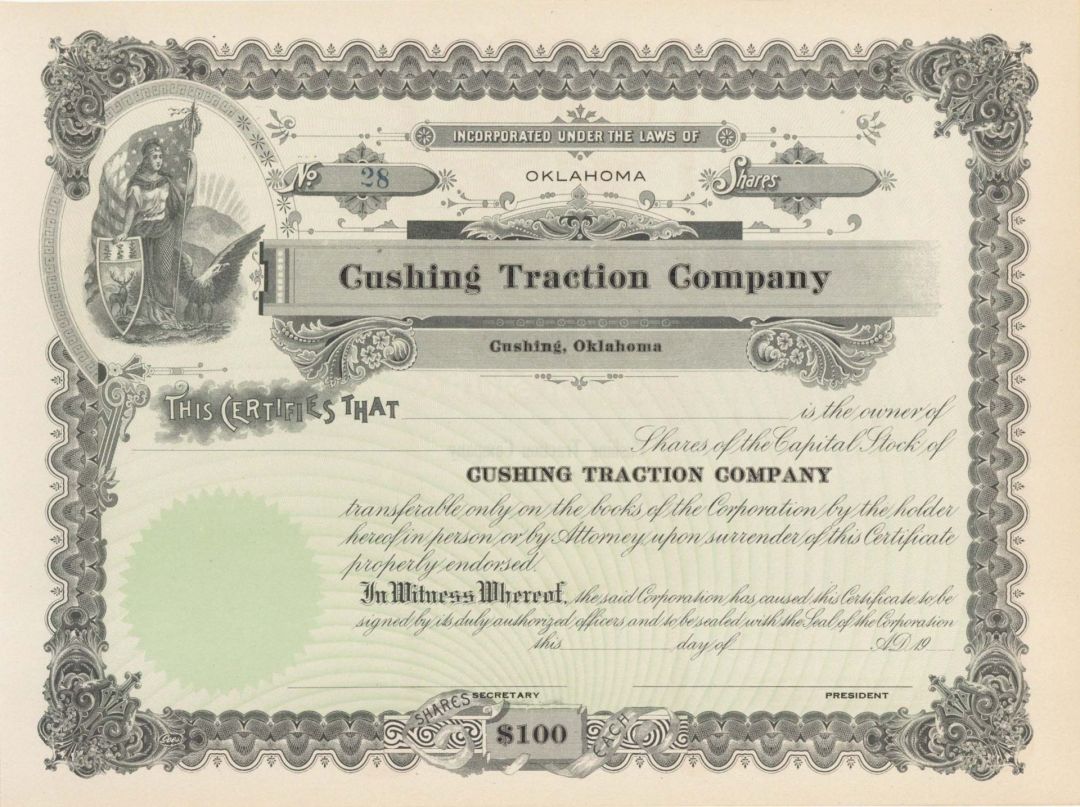 INCORPORATED UNDER THE LAWS OF
No. 28 OKLAHOMA Shares
Cushing Traction Company
Cushing, Oklahoma
THIS CERTIFIES THAT is the owner of
Shares of the Capital Stock of
CUSHING TRACTION COMPANY
transferable only on the books of the Corporation by the holder
hereof in person or by Attorney upon surrender of this Certificate
properly endorsed.
In Witness Whereof, the said Corporation has caused this Certificate to be
signed by its duly authorized officers and to be sealed with the Seal of the Corporation
this day of A.D. 19
SECRETARY PRESIDENT
SHARES $100 EACH
GOES